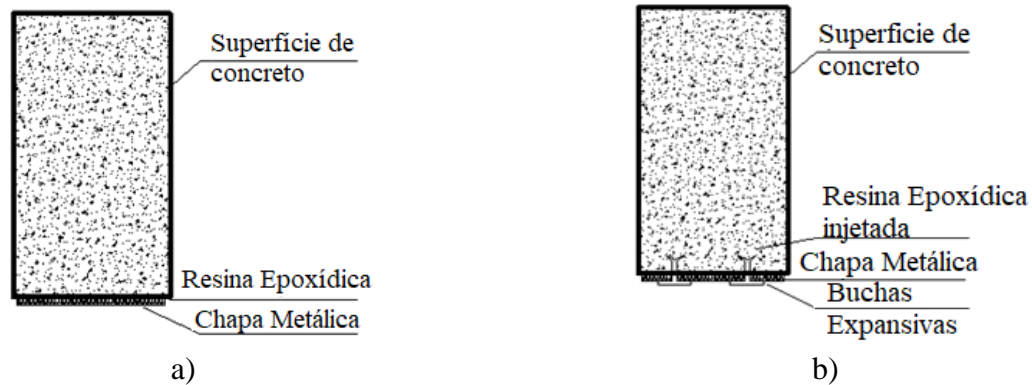 Superfície de
concreto
Resina Epoxídica
Chapa Metálica
a)
Superfície de
concreto
Resina Epoxídica
injetada
Chapa Metálica
Buchas
Expansivas
b)